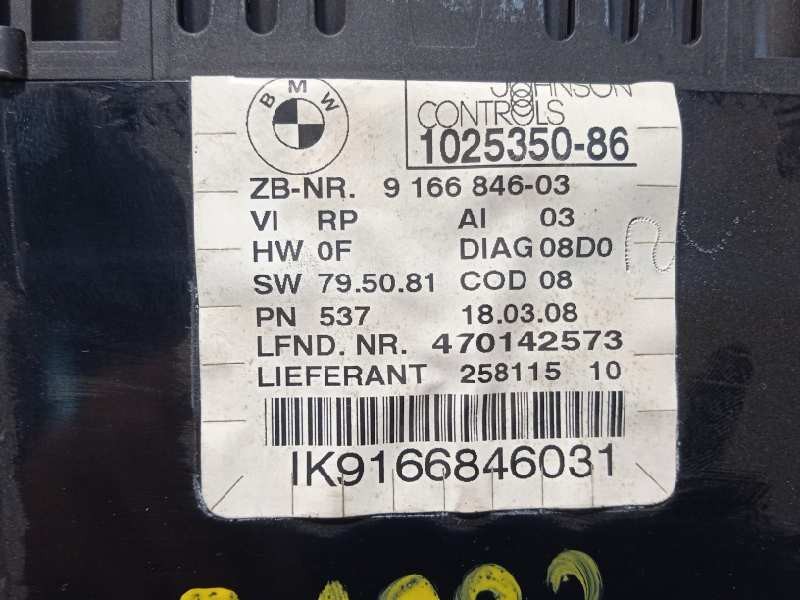 BMW
JOHNSON
CONTROLS
1025350-86
ZB-NR. 9 166 846-03
VI RP AI 03
HW 0F DIAG 08D0
SW 79.50.81 COD 08
PN 537 18.03.08
LFND. NR. 470142573
LIEFERANT 258115 10
IK9166846031